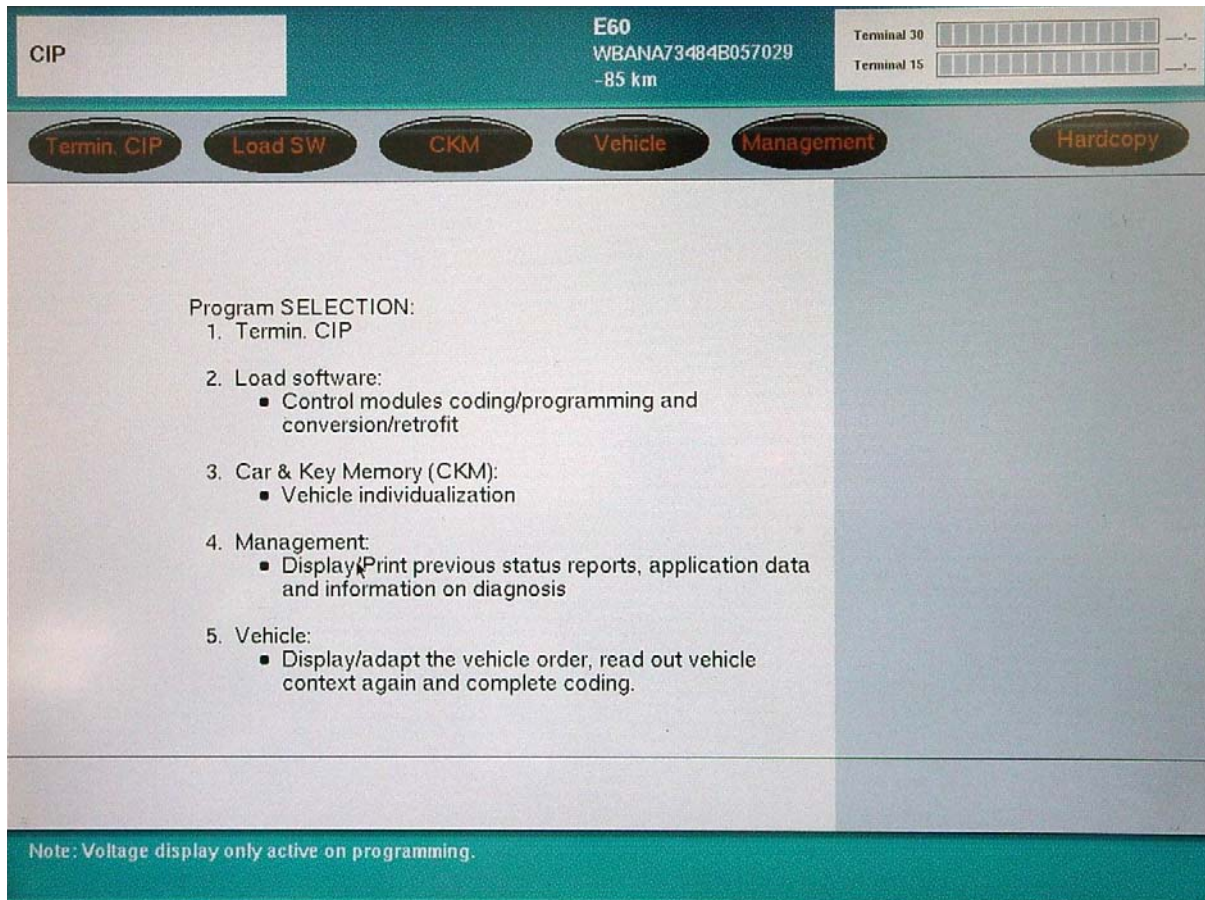 CIP
E60
WBANA73484B057029
-85 km
Terminal 30
Terminal 15
Termin. CIP
Load SW
CKM
Vehicle
Management
Hardcopy
Program SELECTION:
1. Termin. CIP
2. Load software:
▪ Control modules coding/programming and
conversion/retrofit
3. Car & Key Memory (CKM):
▪ Vehicle individualization
4. Management:
▪ Display/Print previous status reports, application data
and information on diagnosis
5. Vehicle:
▪ Display/adapt the vehicle order, read out vehicle
context again and complete coding.
Note: Voltage display only active on programming.